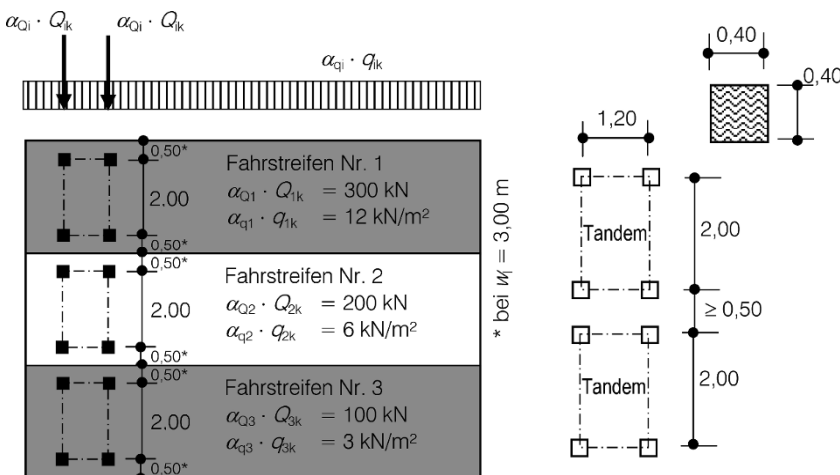 αQi · Qik
αQi · Qik
αqi · qik
0,50*
2.00
0,50*
Fahrstreifen Nr. 1
αQ1 · Q1k = 300 kN
αq1 · q1k = 12 kN/m²
0,50*
2.00
0,50*
Fahrstreifen Nr. 2
αQ2 · Q2k = 200 kN
αq2 · q2k = 6 kN/m²
0,50*
2.00
0,50*
Fahrstreifen Nr. 3
αQ3 · Q3k = 100 kN
αq3 · q3k = 3 kN/m²
* bei wl = 3,00 m
0,40
0,40
1,20
Tandem
2,00
≥ 0,50
Tandem
2,00